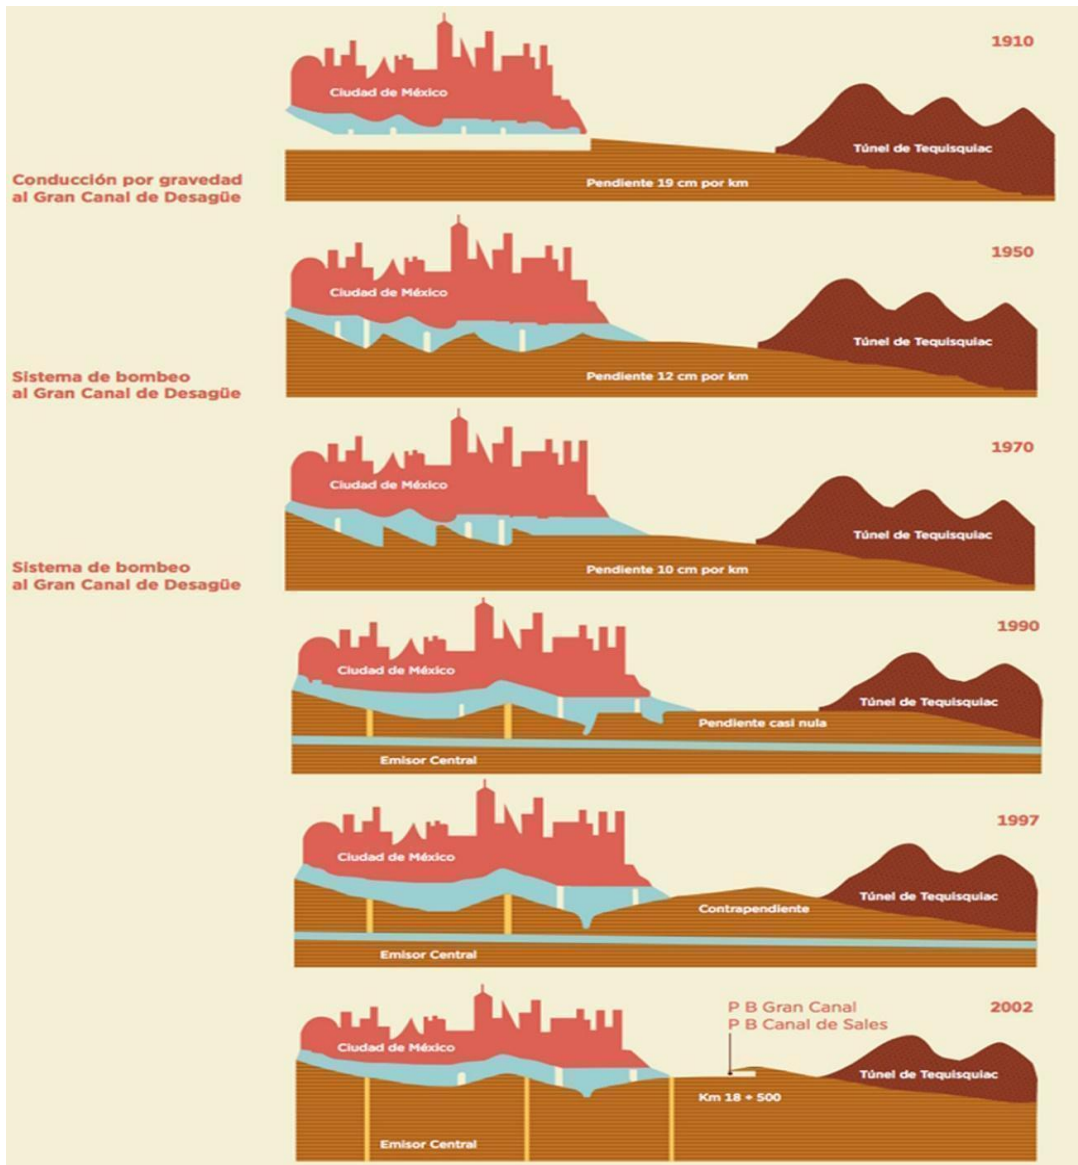 1910
Ciudad de México
Túnel de Tequisquiac
Conducción por gravedad
al Gran Canal de Desagüe
Pendiente 19 cm por km
1950
Ciudad de México
Túnel de Tequisquiac
Sistema de bombeo
al Gran Canal de Desagüe
Pendiente 12 cm por km
1970
Ciudad de México
Túnel de Tequisquiac
Sistema de bombeo
al Gran Canal de Desagüe
Pendiente 10 cm por km
1990
Ciudad de México
Túnel de Tequisquiac
Pendiente casi nula
Emisor Central
1997
Ciudad de México
Túnel de Tequisquiac
Contrapendiente
Emisor Central
P B Gran Canal
P B Canal de Sales
2002
Ciudad de México
Túnel de Tequisquiac
Km 18 + 500
Emisor Central